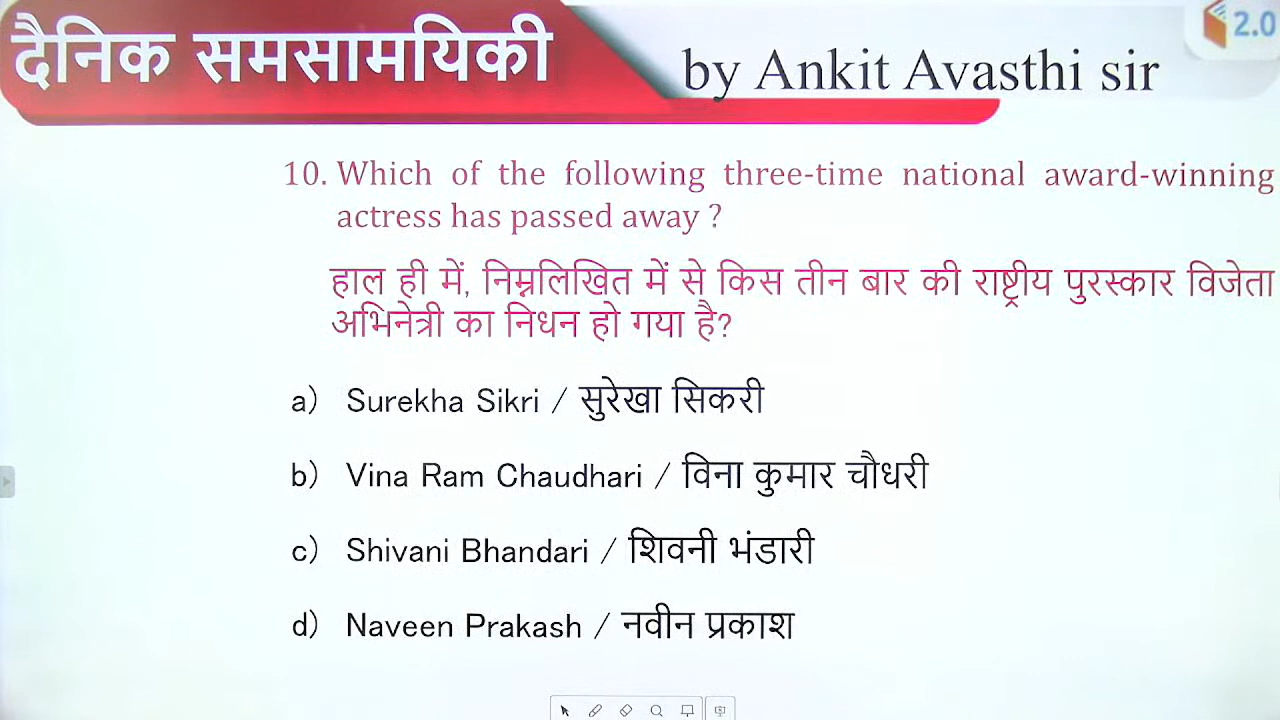 दैनिक समसामयिकी by Ankit Avasthi sir
2.0
10. Which of the following three-time national award-winning
actress has passed away ?
हाल ही में, निम्नलिखित में से किस तीन बार की राष्ट्रीय पुरस्कार विजेता
अभिनेत्री का निधन हो गया है?
a) Surekha Sikri / सुरेखा सिकरी
b) Vina Ram Chaudhari / विना कुमार चौधरी
c) Shivani Bhandari / शिवनी भंडारी
d) Naveen Prakash / नवीन प्रकाश